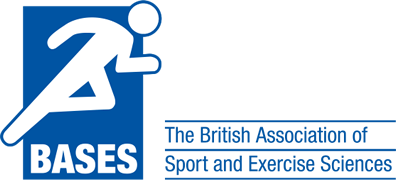 BASES
The British Association of
Sport and Exercise Sciences